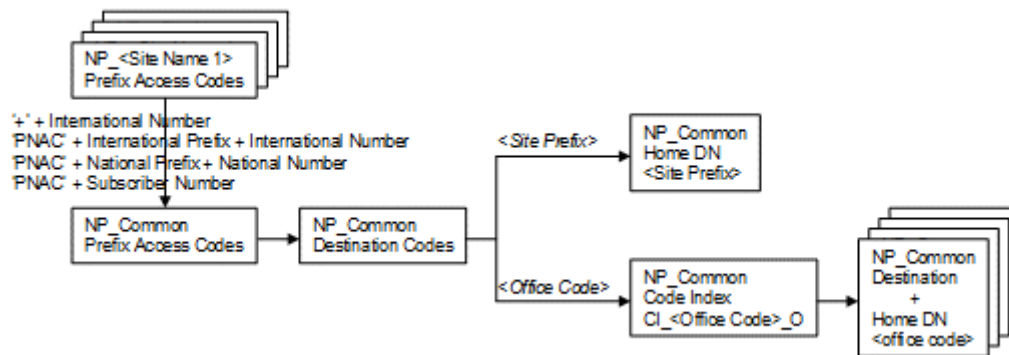 NP_<Site Name 1>
Prefix Access Codes
'+' + International Number
'PNAC' + International Prefix + International Number
'PNAC' + National Prefix + National Number
'PNAC' + Subscriber Number
NP_Common
Prefix Access Codes
NP_Common
Destination Codes
<Site Prefix>
NP_Common
Home DN
<Site Prefix>
<Office Code>
NP_Common
Code Index
CI_<Office Code>_O
NP_Common
Destination
+
Home DN
<office code>